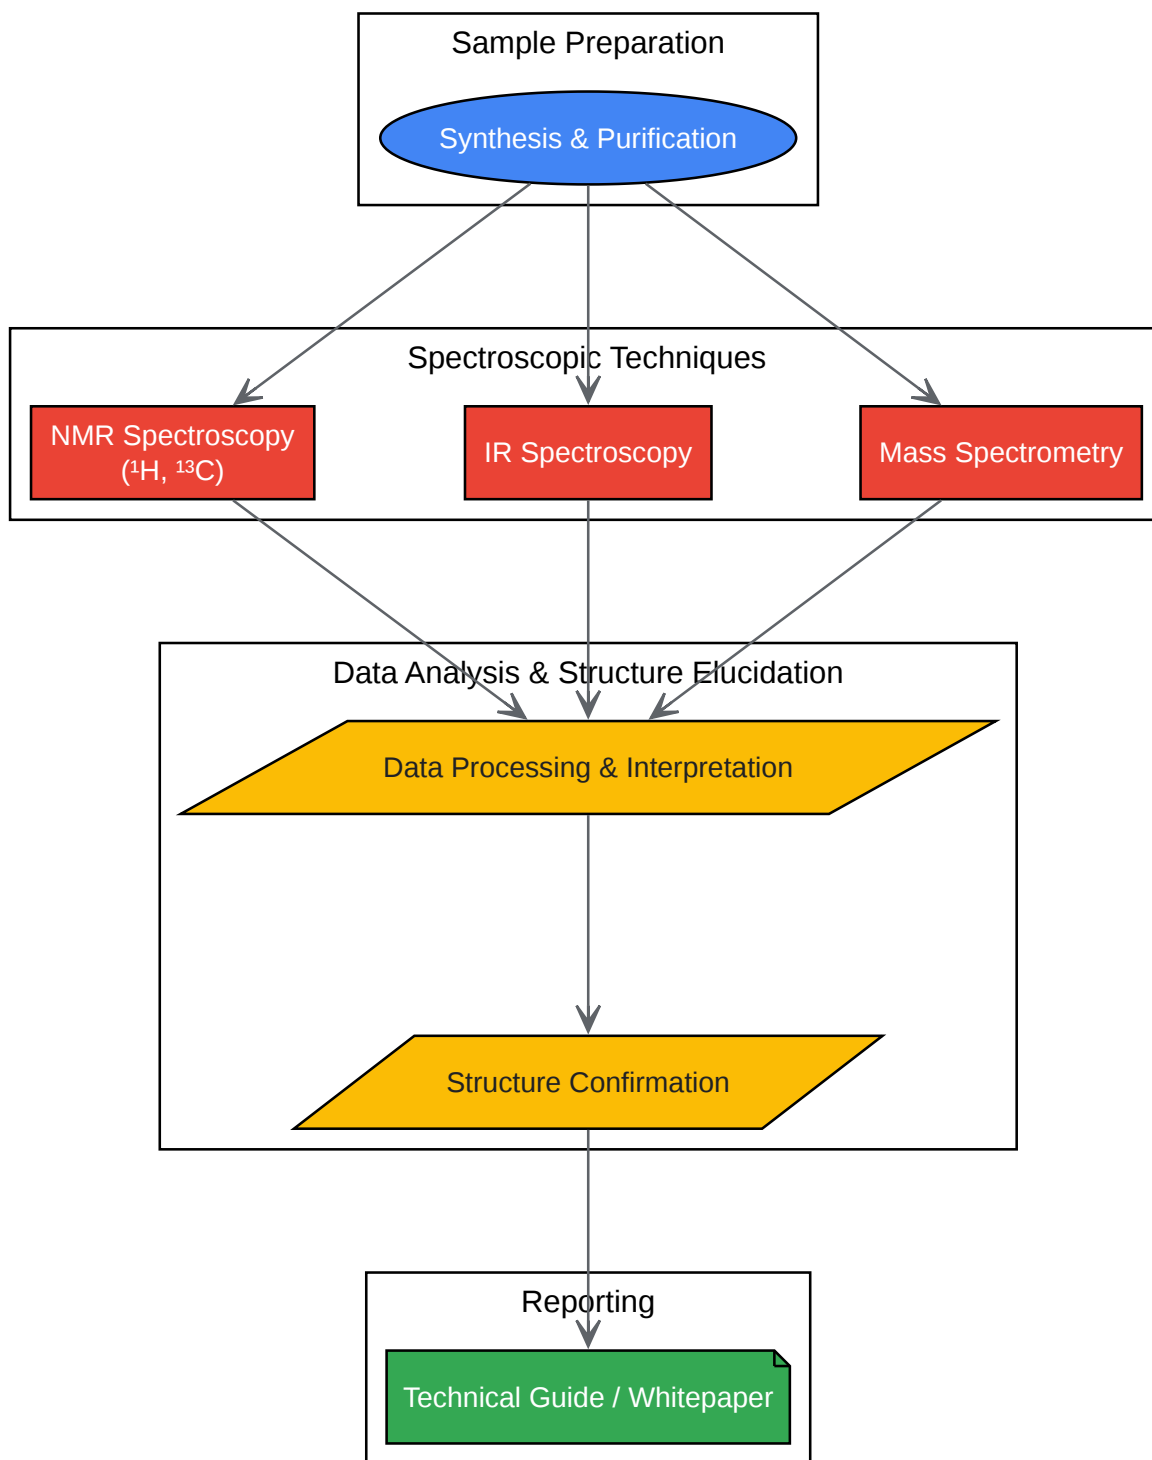 Sample Preparation
Synthesis & Purification
Spectroscopic Techniques
NMR Spectroscopy
(¹H, ¹³C)
IR Spectroscopy
Mass Spectrometry
Data Analysis & Structure Elucidation
Data Processing & Interpretation
Structure Confirmation
Reporting
Technical Guide / Whitepaper